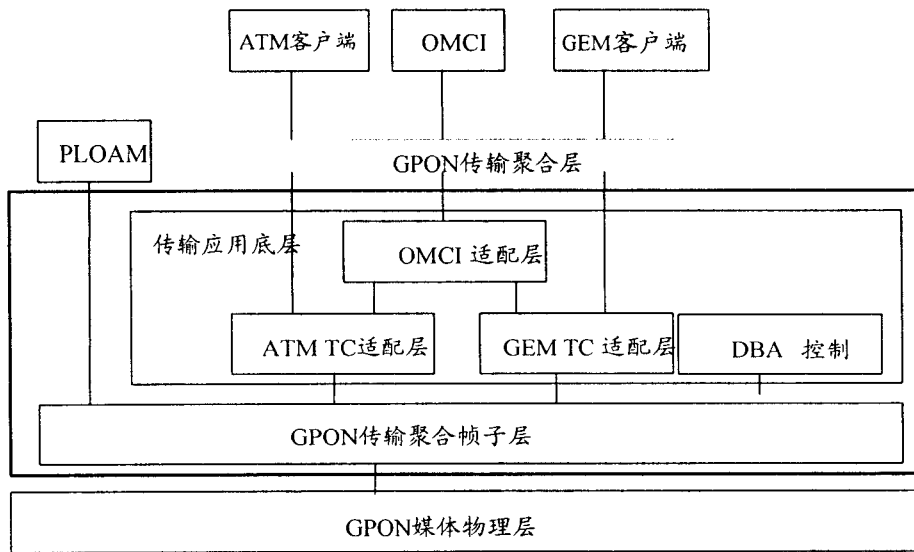 ATM客户端
OMCI
GEM客户端
PLOAM
GPON传输聚合层
传输应用底层
OMCI 适配层
ATM TC适配层
GEM TC 适配层
DBA 控制
GPON传输聚合帧子层
GPON媒体物理层